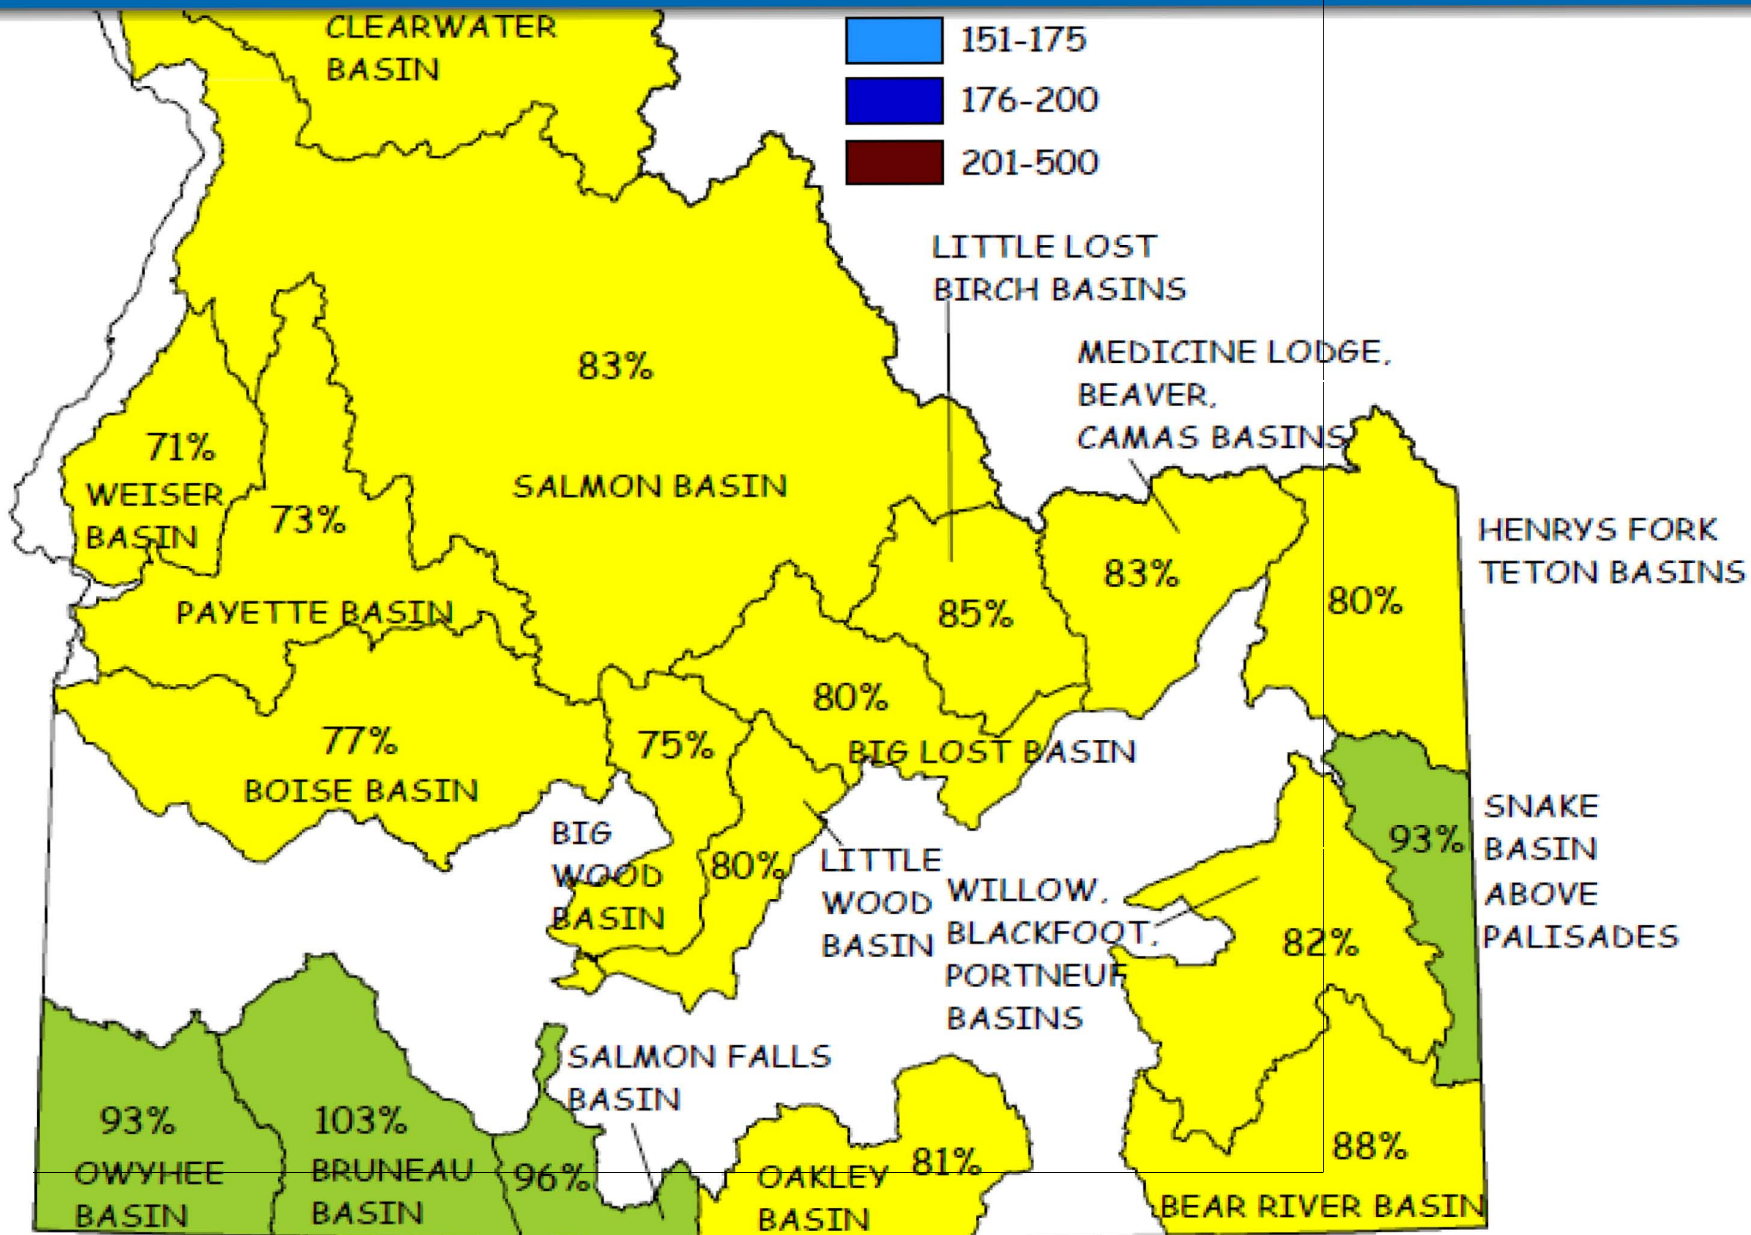 CLEARWATER
BASIN
151-175
176-200
201-500
LITTLE LOST
BIRCH BASINS
MEDICINE LODGE,
BEAVER,
CAMAS BASINS
83%
SALMON BASIN
71%
WEISER
BASIN
73%
PAYETTE BASIN
83%
85%
80%
HENRYS FORK
TETON BASINS
80%
BIG LOST BASIN
77%
BOISE BASIN
75%
BIG
WOOD
BASIN
80%
LITTLE
WOOD
BASIN
WILLOW,
BLACKFOOT,
PORTNEUF
BASINS
82%
93%
SNAKE
BASIN
ABOVE
PALISADES
SALMON FALLS
BASIN
93%
OWYHEE
BASIN
103%
BRUNEAU
BASIN
96%
OAKLEY
BASIN
81%
88%
BEAR RIVER BASIN